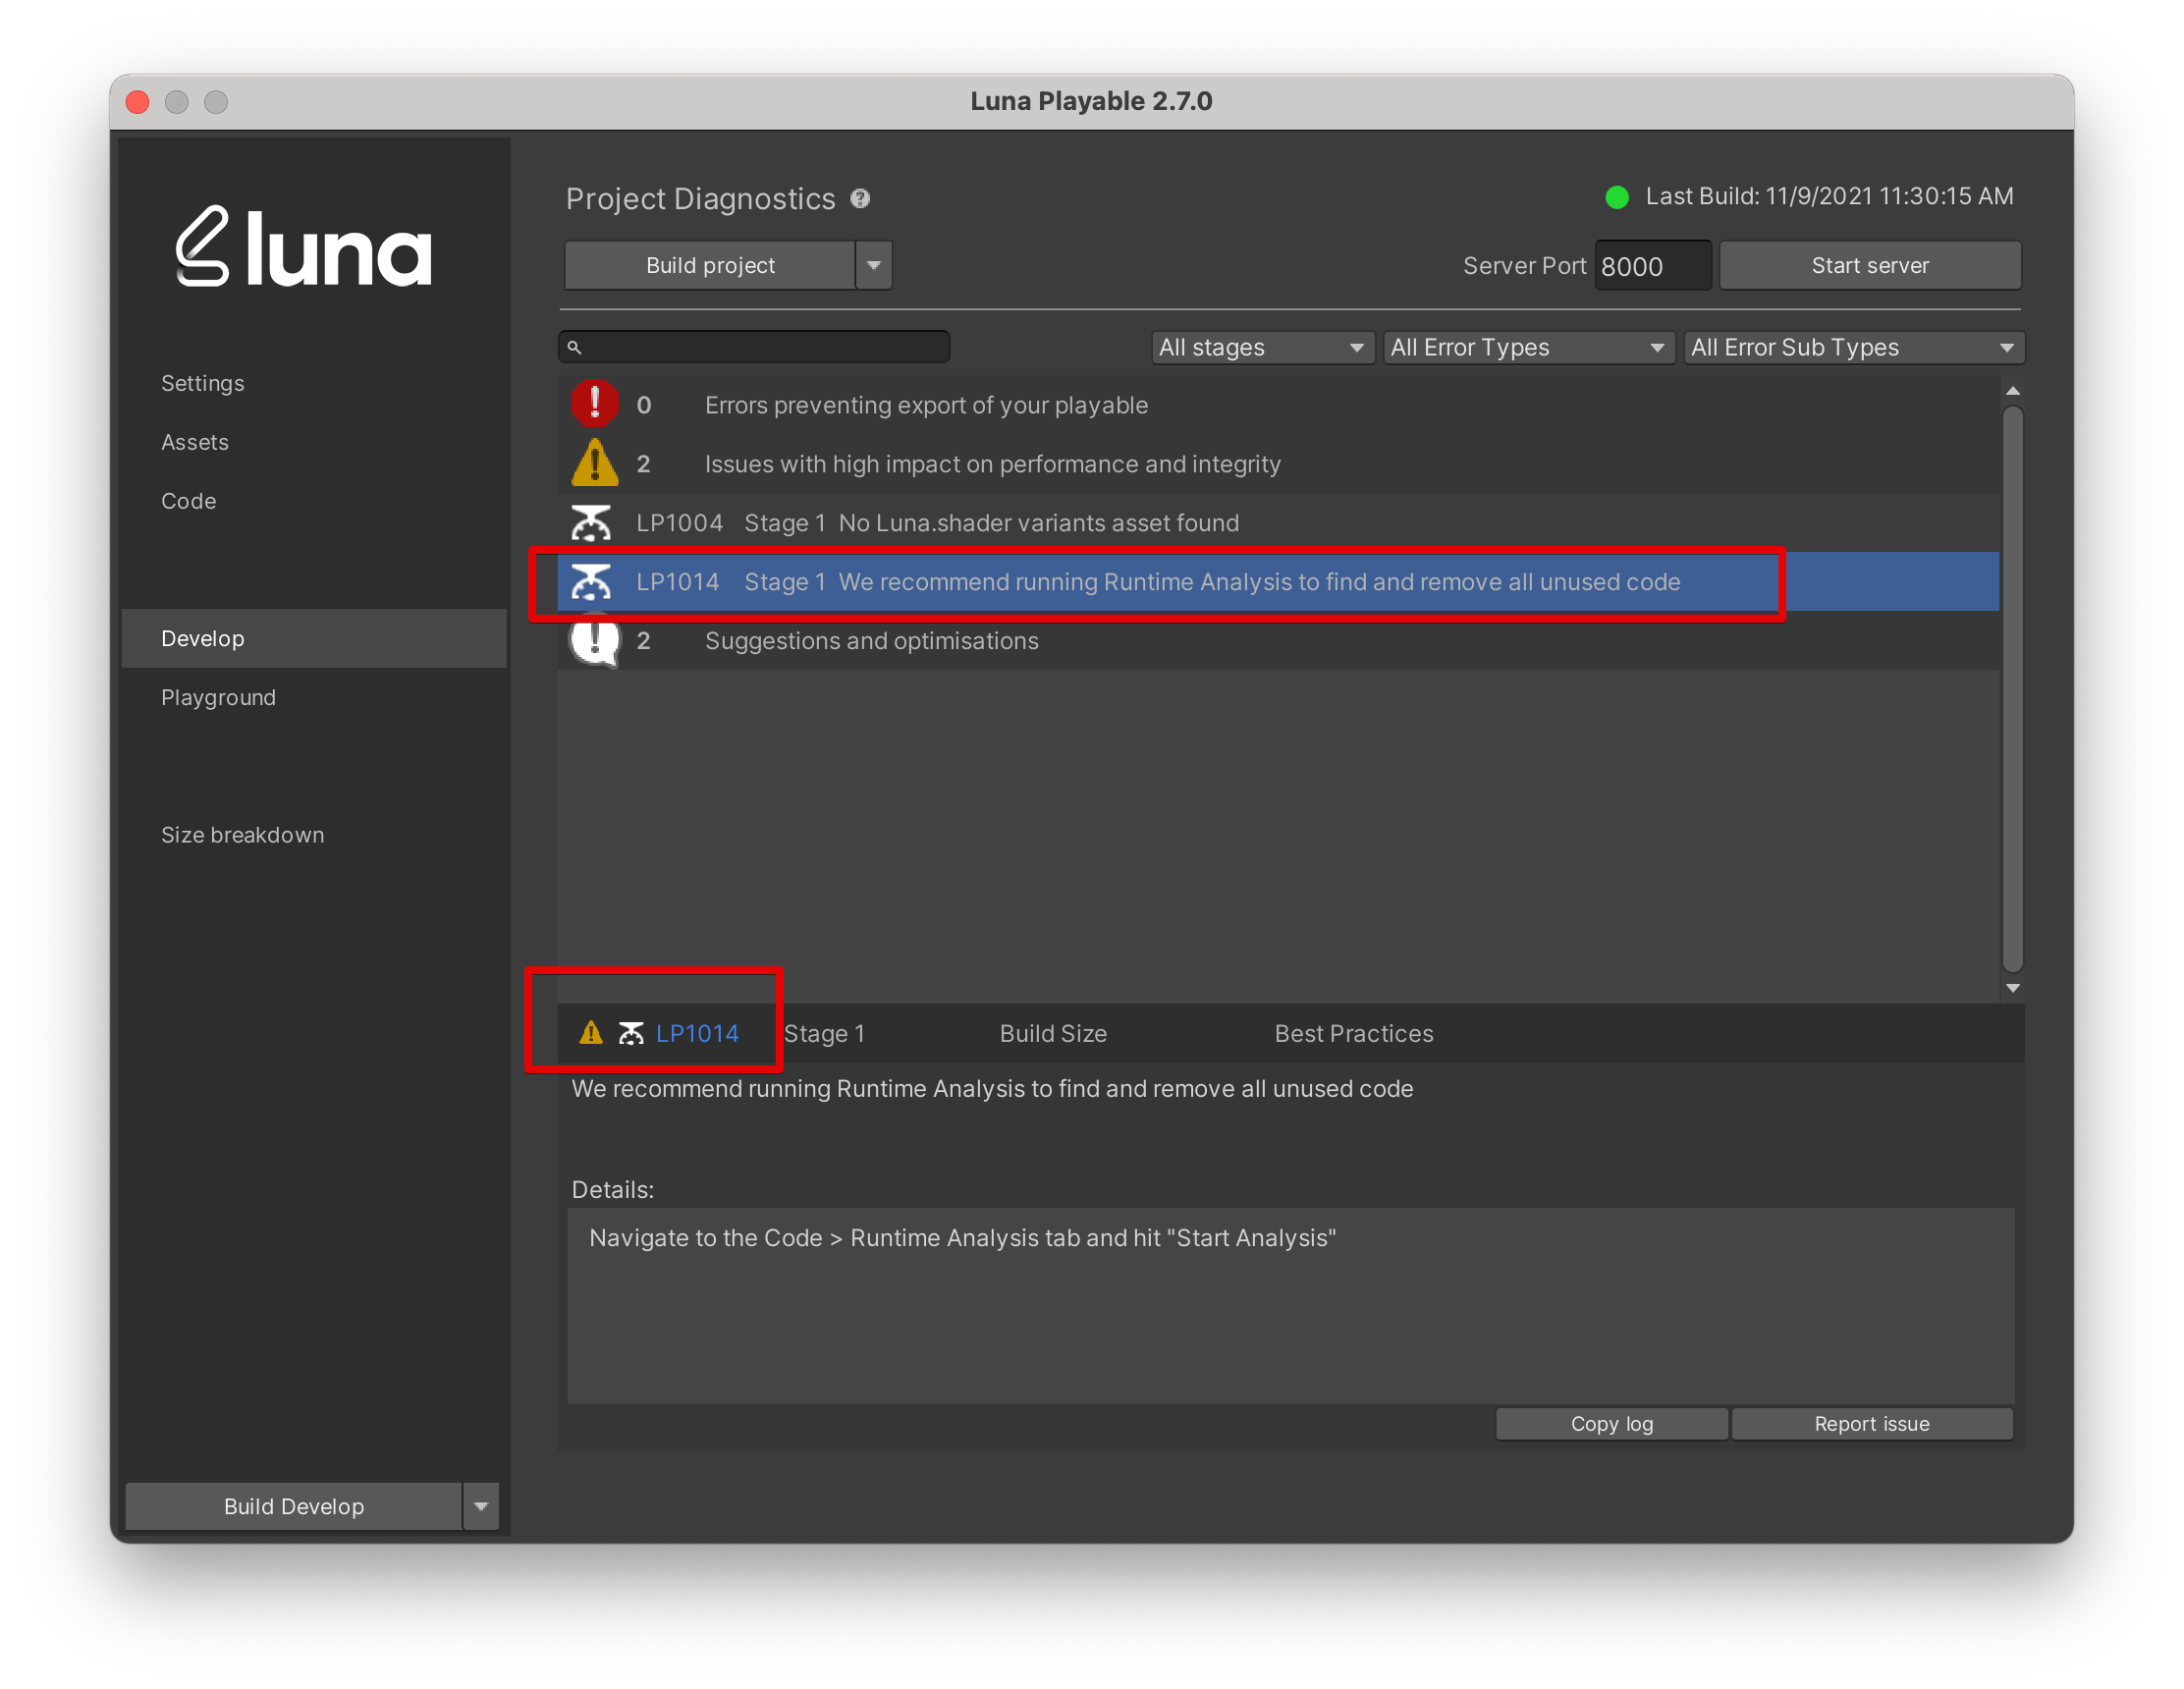 Luna Playable 2.7.0
luna
Settings
Assets
Code
Develop
Playground
Size breakdown
Build Develop
Project Diagnostics ?
Last Build: 11/9/2021 11:30:15 AM
Build project
Server Port 8000 Start server
All stages All Error Types All Error Sub Types
0 Errors preventing export of your playable
2 Issues with high impact on performance and integrity
LP1004 Stage 1 No Luna.shader variants asset found
LP1014 Stage 1 We recommend running Runtime Analysis to find and remove all unused code
2 Suggestions and optimisations
LP1014 Stage 1 Build Size Best Practices
We recommend running Runtime Analysis to find and remove all unused code
Details:
Navigate to the Code > Runtime Analysis tab and hit "Start Analysis"
Copy log Report issue